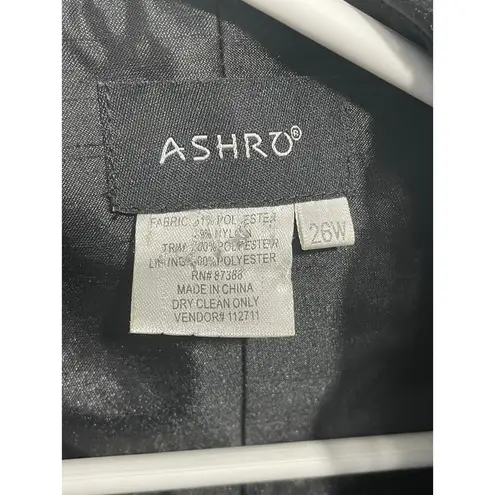 ASHRO®
FABRIC 61% POLYESTER
39% NYLON
TRIM 100% POLYESTER
LINING 100% POLYESTER
RN# 87388
MADE IN CHINA
DRY CLEAN ONLY
VENDOR# 112711
26W